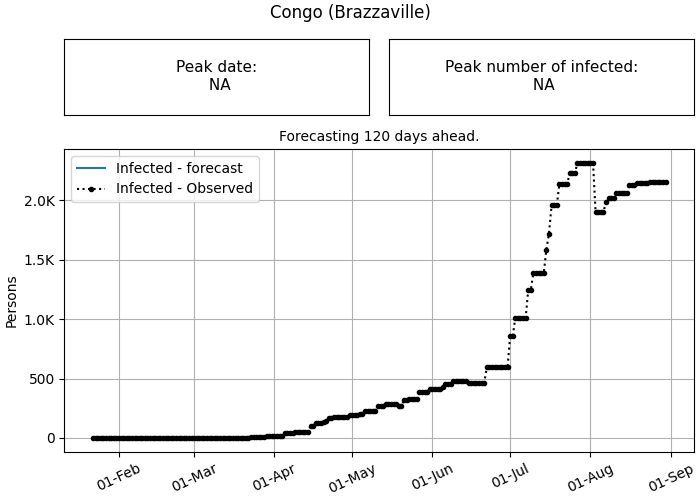 Congo (Brazzaville)
Peak date:
NA
Peak number of infected:
NA
Forecasting 120 days ahead.
Infected - forecast
Infected - Observed
2.0K
1.5K
1.0K
500
0
Persons
01-Feb
01-Mar
01-Apr
01-May
01-Jun
01-Jul
01-Aug
01-Sep